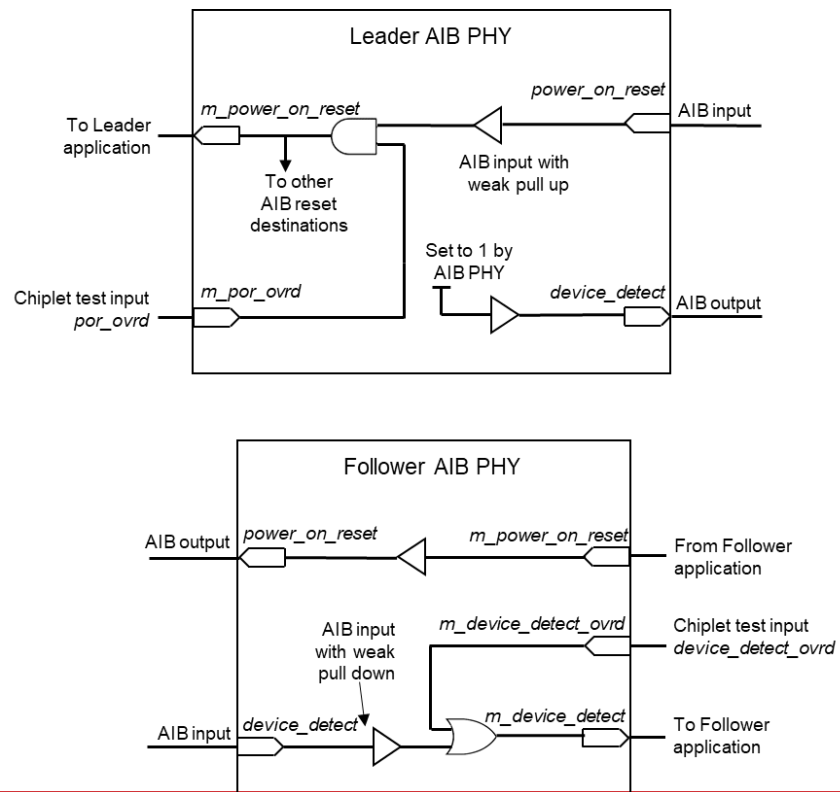 Leader AIB PHY
m_power_on_reset
power_on_reset
To Leader
application
AIB input
AIB input with
weak pull up
To other
AIB reset
destinations
Set to 1 by
AIB PHY
Chiplet test input
por_ovrd
m_por_ovrd
device_detect
AIB output
Follower AIB PHY
AIB output
power_on_reset
m_power_on_reset
From Follower
application
AIB input
with weak
pull down
m_device_detect_ovrd
Chiplet test input
device_detect_ovrd
AIB input
device_detect
m_device_detect
To Follower
application